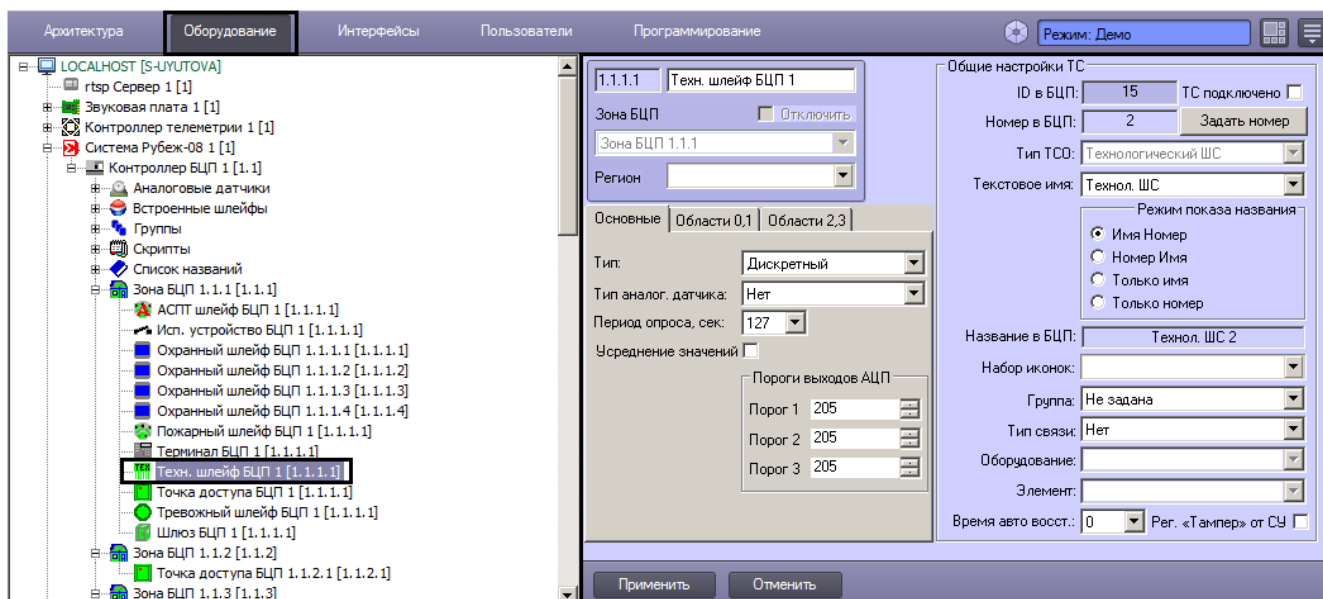 Архитектура Оборудование Интерфейсы Пользователи Программирование Режим: Демо
LOCALHOST [S-UYUTOVA]
rtsp Сервер 1 [1]
Звуковая плата 1 [1]
Контроллер телеметрии 1 [1]
Система Рубеж-08 1 [1]
Контроллер БЦП 1 [1.1]
Аналоговые датчики
Встроенные шлейфы
Группы
Скрипты
Список названий
Зона БЦП 1.1.1 [1.1.1]
АСПТ шлейф БЦП 1 [1.1.1.1]
Исп. устройство БЦП 1 [1.1.1.1]
Охранный шлейф БЦП 1.1.1.1 [1.1.1.1]
Охранный шлейф БЦП 1.1.1.2 [1.1.1.2]
Охранный шлейф БЦП 1.1.1.3 [1.1.1.3]
Охранный шлейф БЦП 1.1.1.4 [1.1.1.4]
Пожарный шлейф БЦП 1 [1.1.1.1]
Терминал БЦП 1 [1.1.1.1]
TEX Техн. шлейф БЦП 1 [1.1.1.1]
Точка доступа БЦП 1 [1.1.1.1]
Тревожный шлейф БЦП 1 [1.1.1.1]
Шлюз БЦП 1 [1.1.1.1]
Зона БЦП 1.1.2 [1.1.2]
Точка доступа БЦП 1.1.2.1 [1.1.2.1]
Зона БЦП 1.1.3 [1.1.3]
1.1.1.1 Техн. шлейф БЦП 1
Зона БЦП Отключить
Зона БЦП 1.1.1
Регион
Основные Области 0,1 Области 2,3
Тип: Дискретный
Тип аналог. датчика: Нет
Период опроса, сек: 127
Усреднение значений
Пороги выходов АЦП
Порог 1 205
Порог 2 205
Порог 3 205
Общие настройки ТС
ID в БЦП: 15 ТС подключено
Номер в БЦП: 2 Задать номер
Тип ТСО: Технологический ШС
Текстовое имя: Технол. ШС
Режим показа названия
Имя Номер
Номер Имя
Только имя
Только номер
Название в БЦП: Технол. ШС 2
Набор иконок:
Группа: Не задана
Тип связи: Нет
Оборудование:
Элемент:
Время авто восст.: 0 Рег. «Тампер» от СУ
Применить Отменить